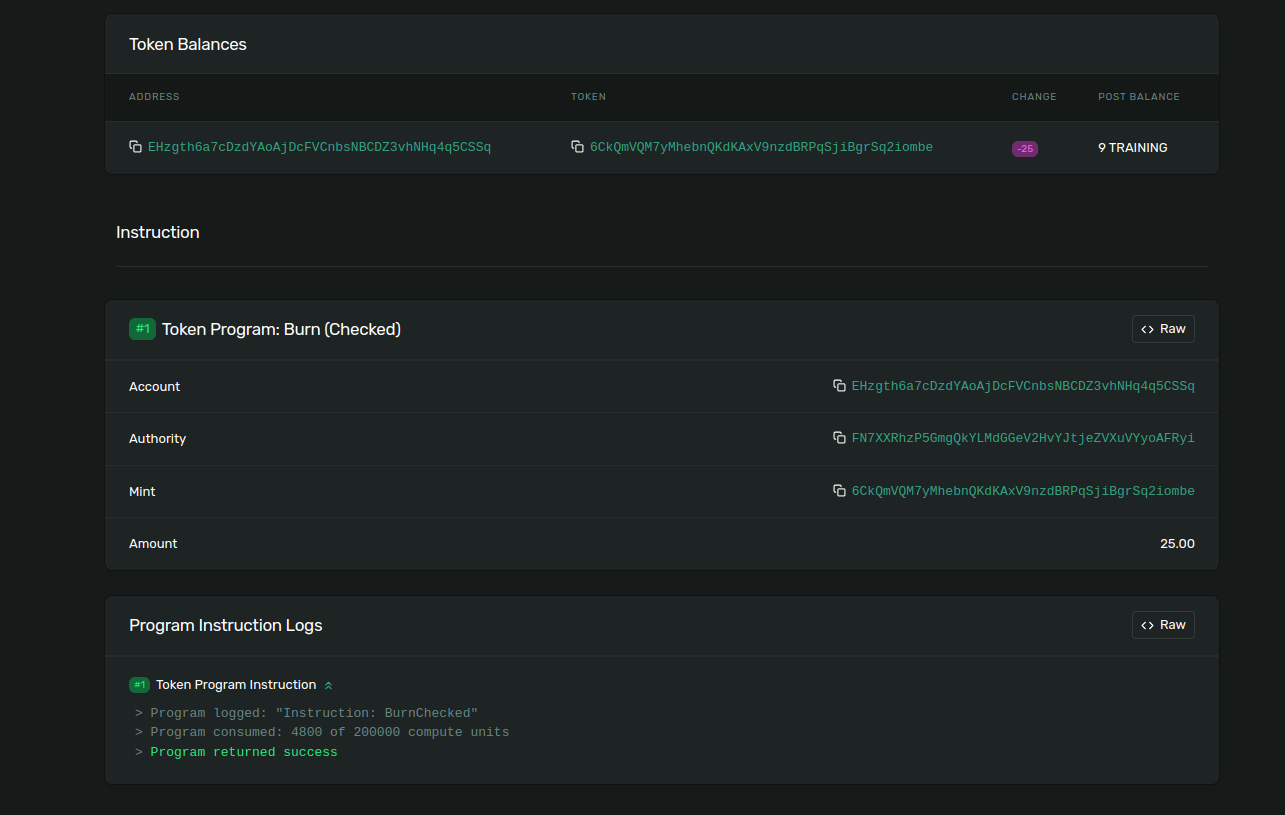 Token Balances
ADDRESS TOKEN CHANGE POST BALANCE
EHzgth6a7cDzdYAoAjDcFVCnbsNBCDZ3vhNHq4q5CSSq 6CkQmVQM7yMhebnQKdKAxV9nzdBRPqSjiBgrSq2iombe -25 9 TRAINING
Instruction
#1 Token Program: Burn (Checked) <> Raw
Account EHzgth6a7cDzdYAoAjDcFVCnbsNBCDZ3vhNHq4q5CSSq
Authority FN7XXRhzP5GmgQkYLMdGGeV2HvYJtjeZVXuVYyoAFRyi
Mint 6CkQmVQM7yMhebnQKdKAxV9nzdBRPqSjiBgrSq2iombe
Amount 25.00
Program Instruction Logs <> Raw
#1 Token Program Instruction
> Program logged: "Instruction: BurnChecked"
> Program consumed: 4800 of 200000 compute units
> Program returned success